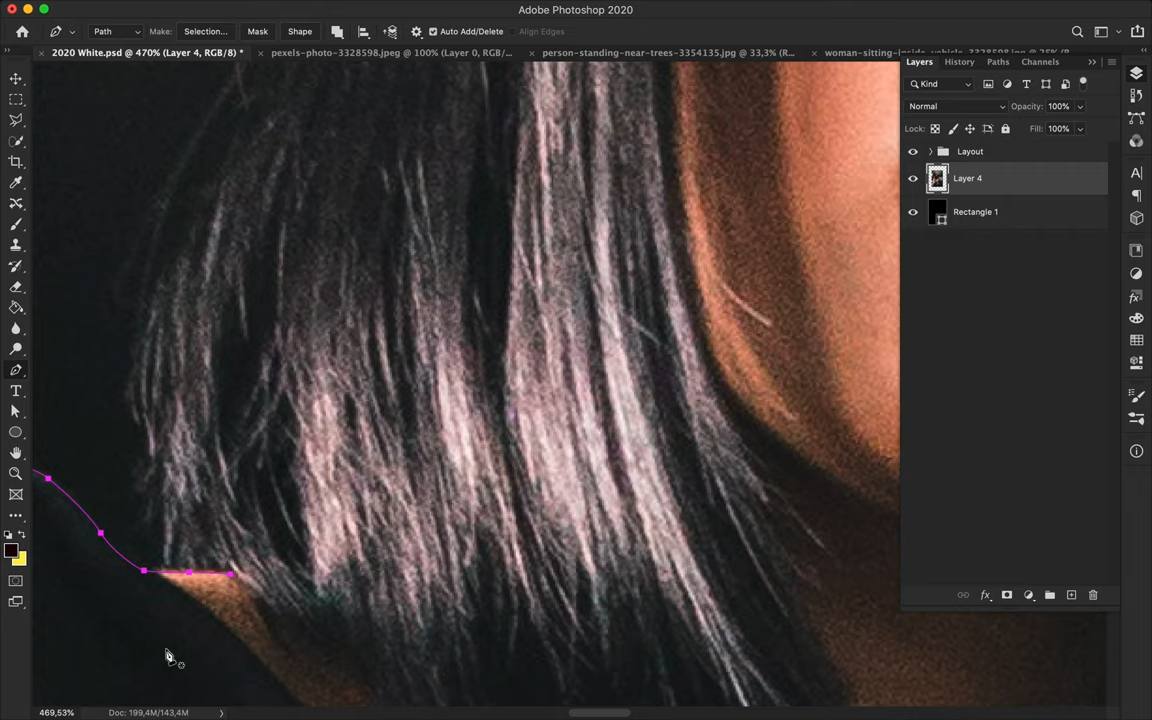 Adobe Photoshop 2020
Path Make: Selection... Mask Shape Auto Add/Delete Align Edges
2020 White.psd @ 470% (Layer 4, RGB/8) * pexels-photo-3328598.jpeg @ 100% (Layer 0, RGB/... person-standing-near-trees-3354135.jpg @ 33,3% (R... woman-sitting-inside-vehicle-3328598.jpg @ 25% (R
Layers History Paths Channels
Kind
Normal Opacity: 100%
Lock: Fill: 100%
Layout
Layer 4
Rectangle 1
469,53% Doc: 199,4M/143,4M